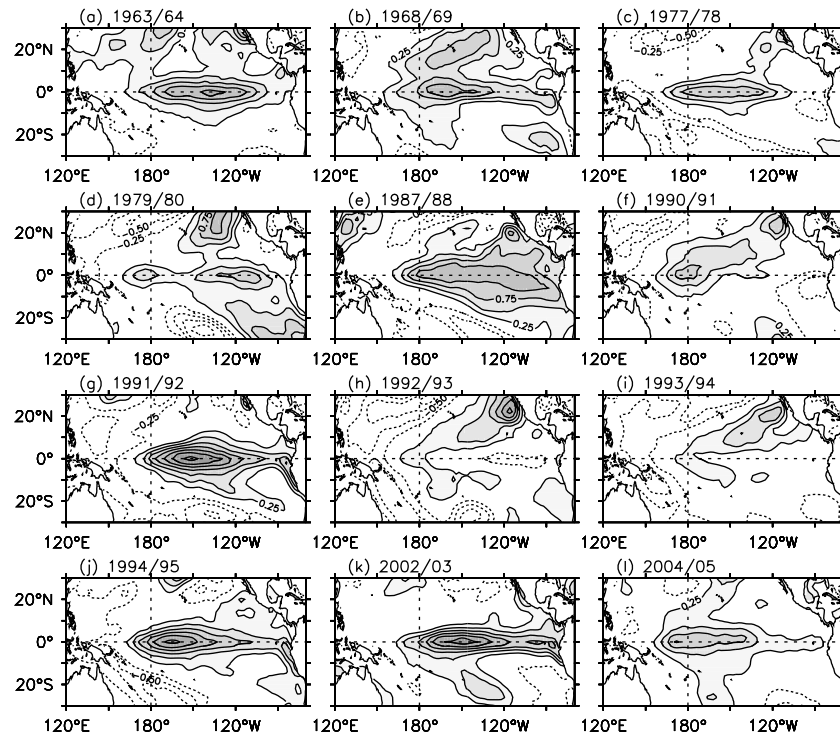 (a) 1963/64 (b) 1968/69 (c) 1977/78
20°N 0.25 0.25 -0.50 -0.25
0°
20°S
120°E 180° 120°W 120°E 180° 120°W 120°E 180° 120°W
(d) 1979/80 (e) 1987/88 (f) 1990/91
20°N -0.50 -0.25 0.75
0° 0.75
20°S -0.25 0.25
120°E 180° 120°W 120°E 180° 120°W 120°E 180° 120°W
(g) 1991/92 (h) 1992/93 (i) 1993/94
20°N -0.25 -0.50
0°
20°S 0.25
120°E 180° 120°W 120°E 180° 120°W 120°E 180° 120°W
(j) 1994/95 (k) 2002/03 (l) 2004/05
20°N 0.25
0°
20°S -0.50
120°E 180° 120°W 120°E 180° 120°W 120°E 180° 120°W